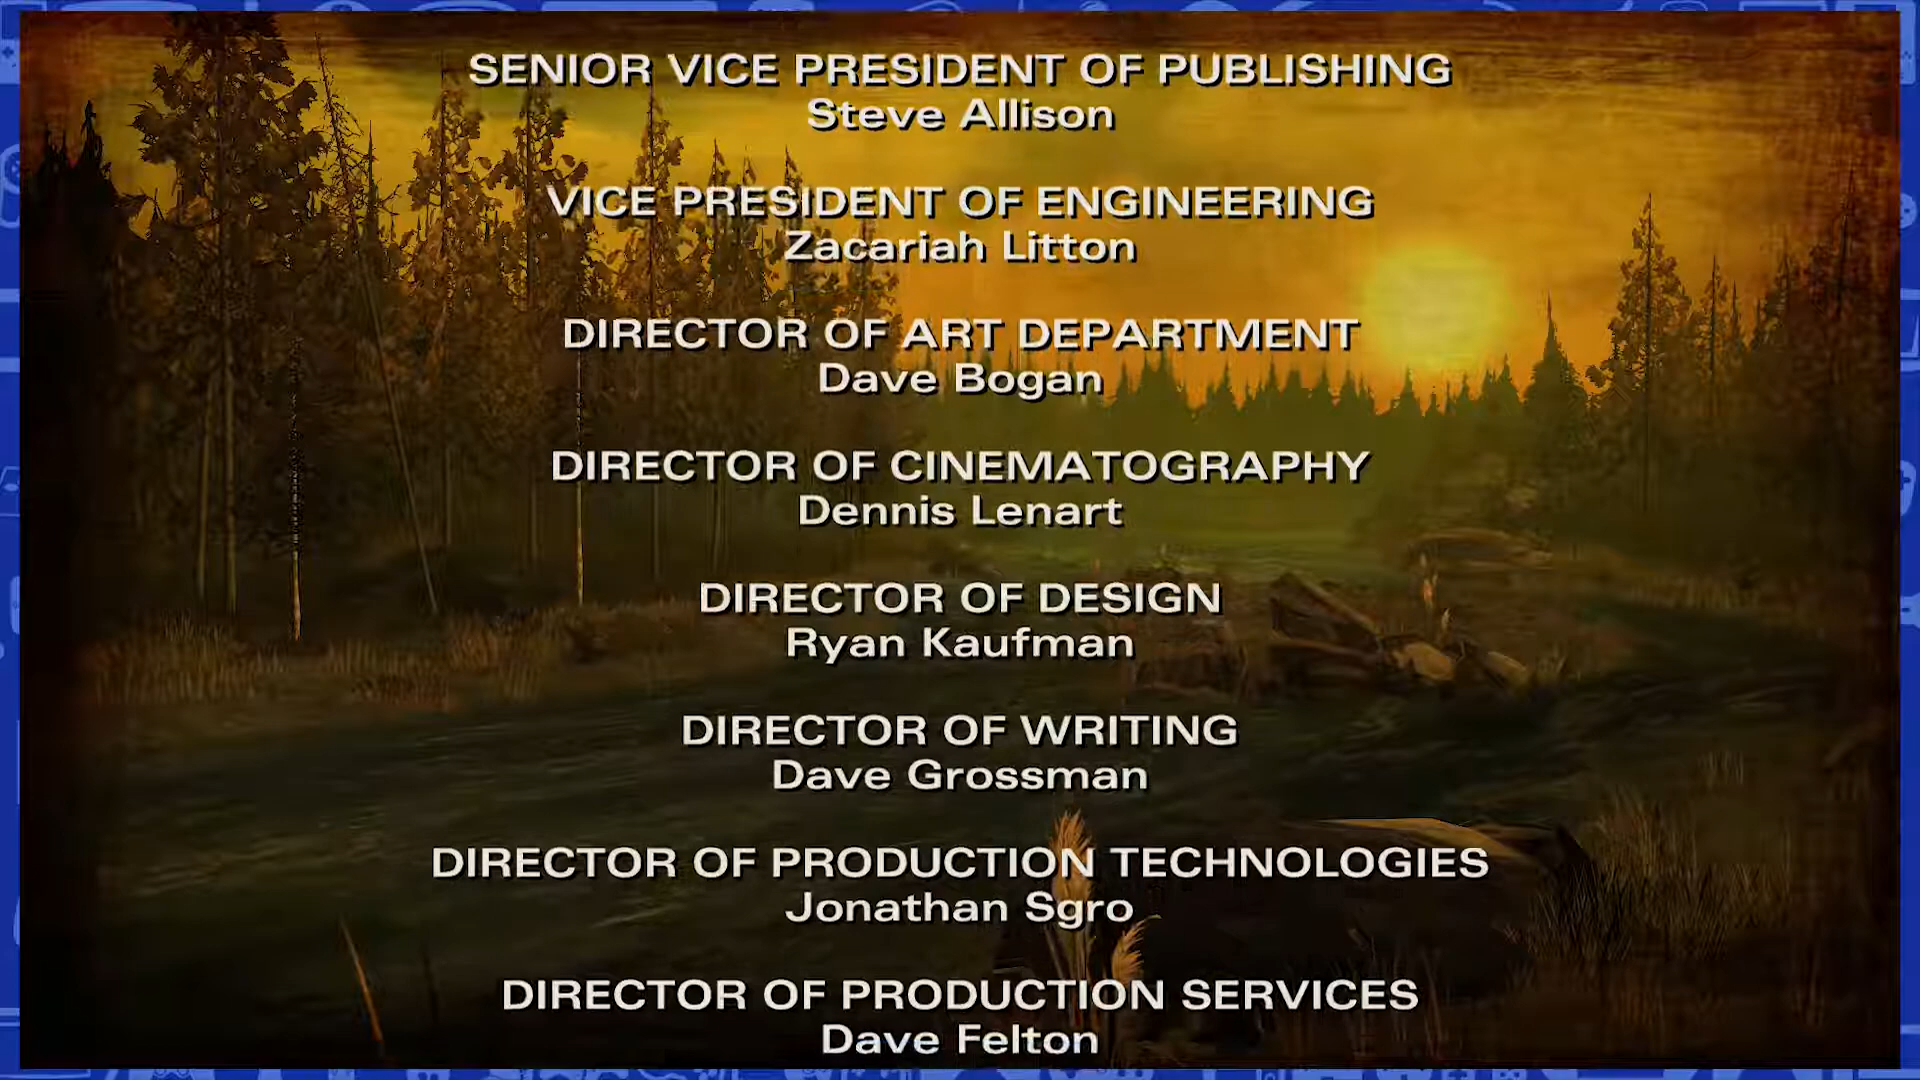 SENIOR VICE PRESIDENT OF PUBLISHING
Steve Allison
VICE PRESIDENT OF ENGINEERING
Zacariah Litton
DIRECTOR OF ART DEPARTMENT
Dave Bogan
DIRECTOR OF CINEMATOGRAPHY
Dennis Lenart
DIRECTOR OF DESIGN
Ryan Kaufman
DIRECTOR OF WRITING
Dave Grossman
DIRECTOR OF PRODUCTION TECHNOLOGIES
Jonathan Sgro
DIRECTOR OF PRODUCTION SERVICES
Dave Felton